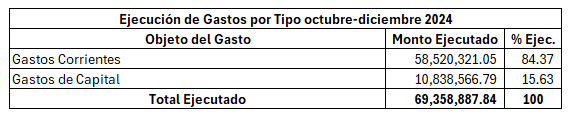 Ejecución de Gastos por Tipo octubre-diciembre 2024
Objeto del Gasto Monto Ejecutado % Ejec.
Gastos Corrientes 58,520,321.05 84.37
Gastos de Capital 10,838,566.79 15.63
Total Ejecutado 69,358,887.84 100